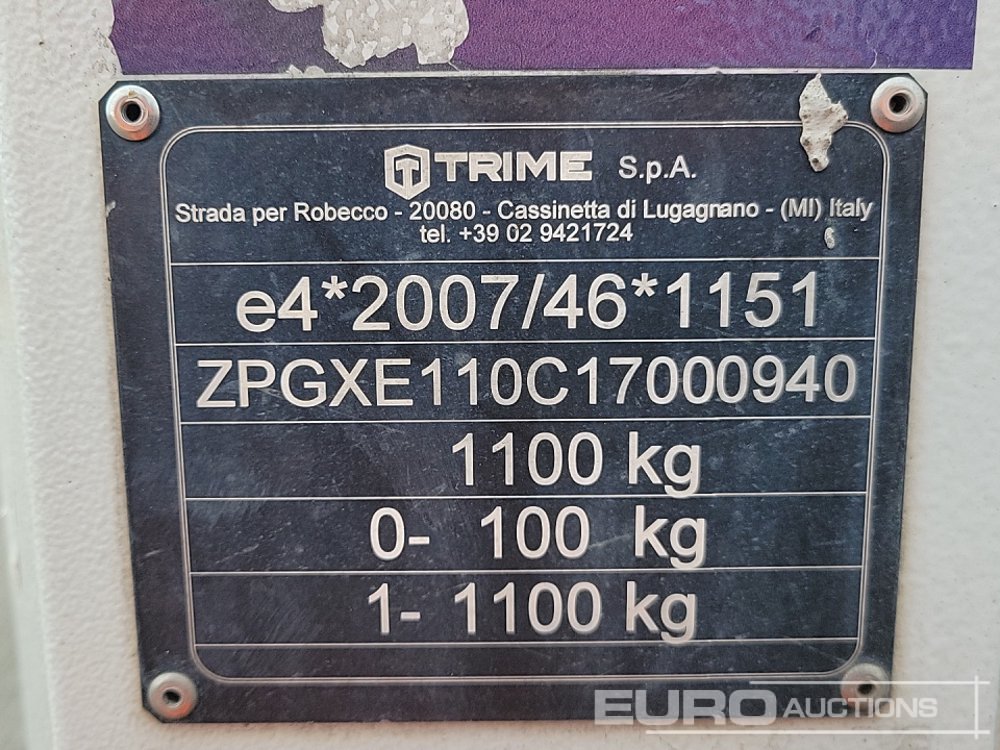 TRIME S.p.A.
Strada per Robecco - 20080 - Cassinetta di Lugagnano - (MI) Italy
tel. +39 02 9421724
e4*2007/46*1151
ZPGXE110C17000940
1100 kg
0- 100 kg
1- 1100 kg
EURO AUCTIONS